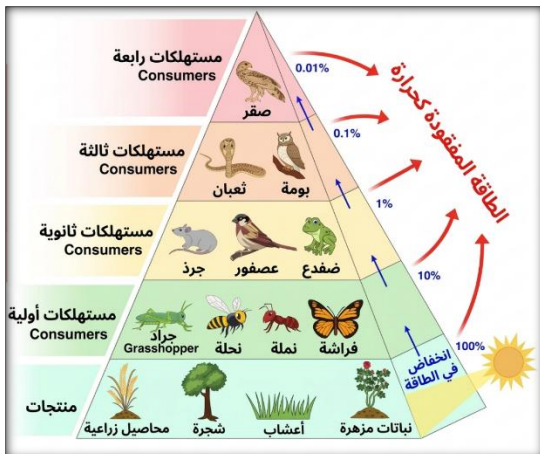 مستهلكات رابعة
Consumers
صقر
0.01%
الطاقة المفقودة كحرارة
مستهلكات ثالثة
Consumers
بومة
ثعبان
0.1%
مستهلكات ثانوية
Consumers
ضفدع
عصفور
جرذ
1%
مستهلكات أولية
Consumers
فراشة
نملة
نحلة
جراد
Grasshopper
10%
100%
انخفاض
في الطاقة
منتجات
نباتات مزهرة
أعشاب
شجرة
محاصيل زراعية